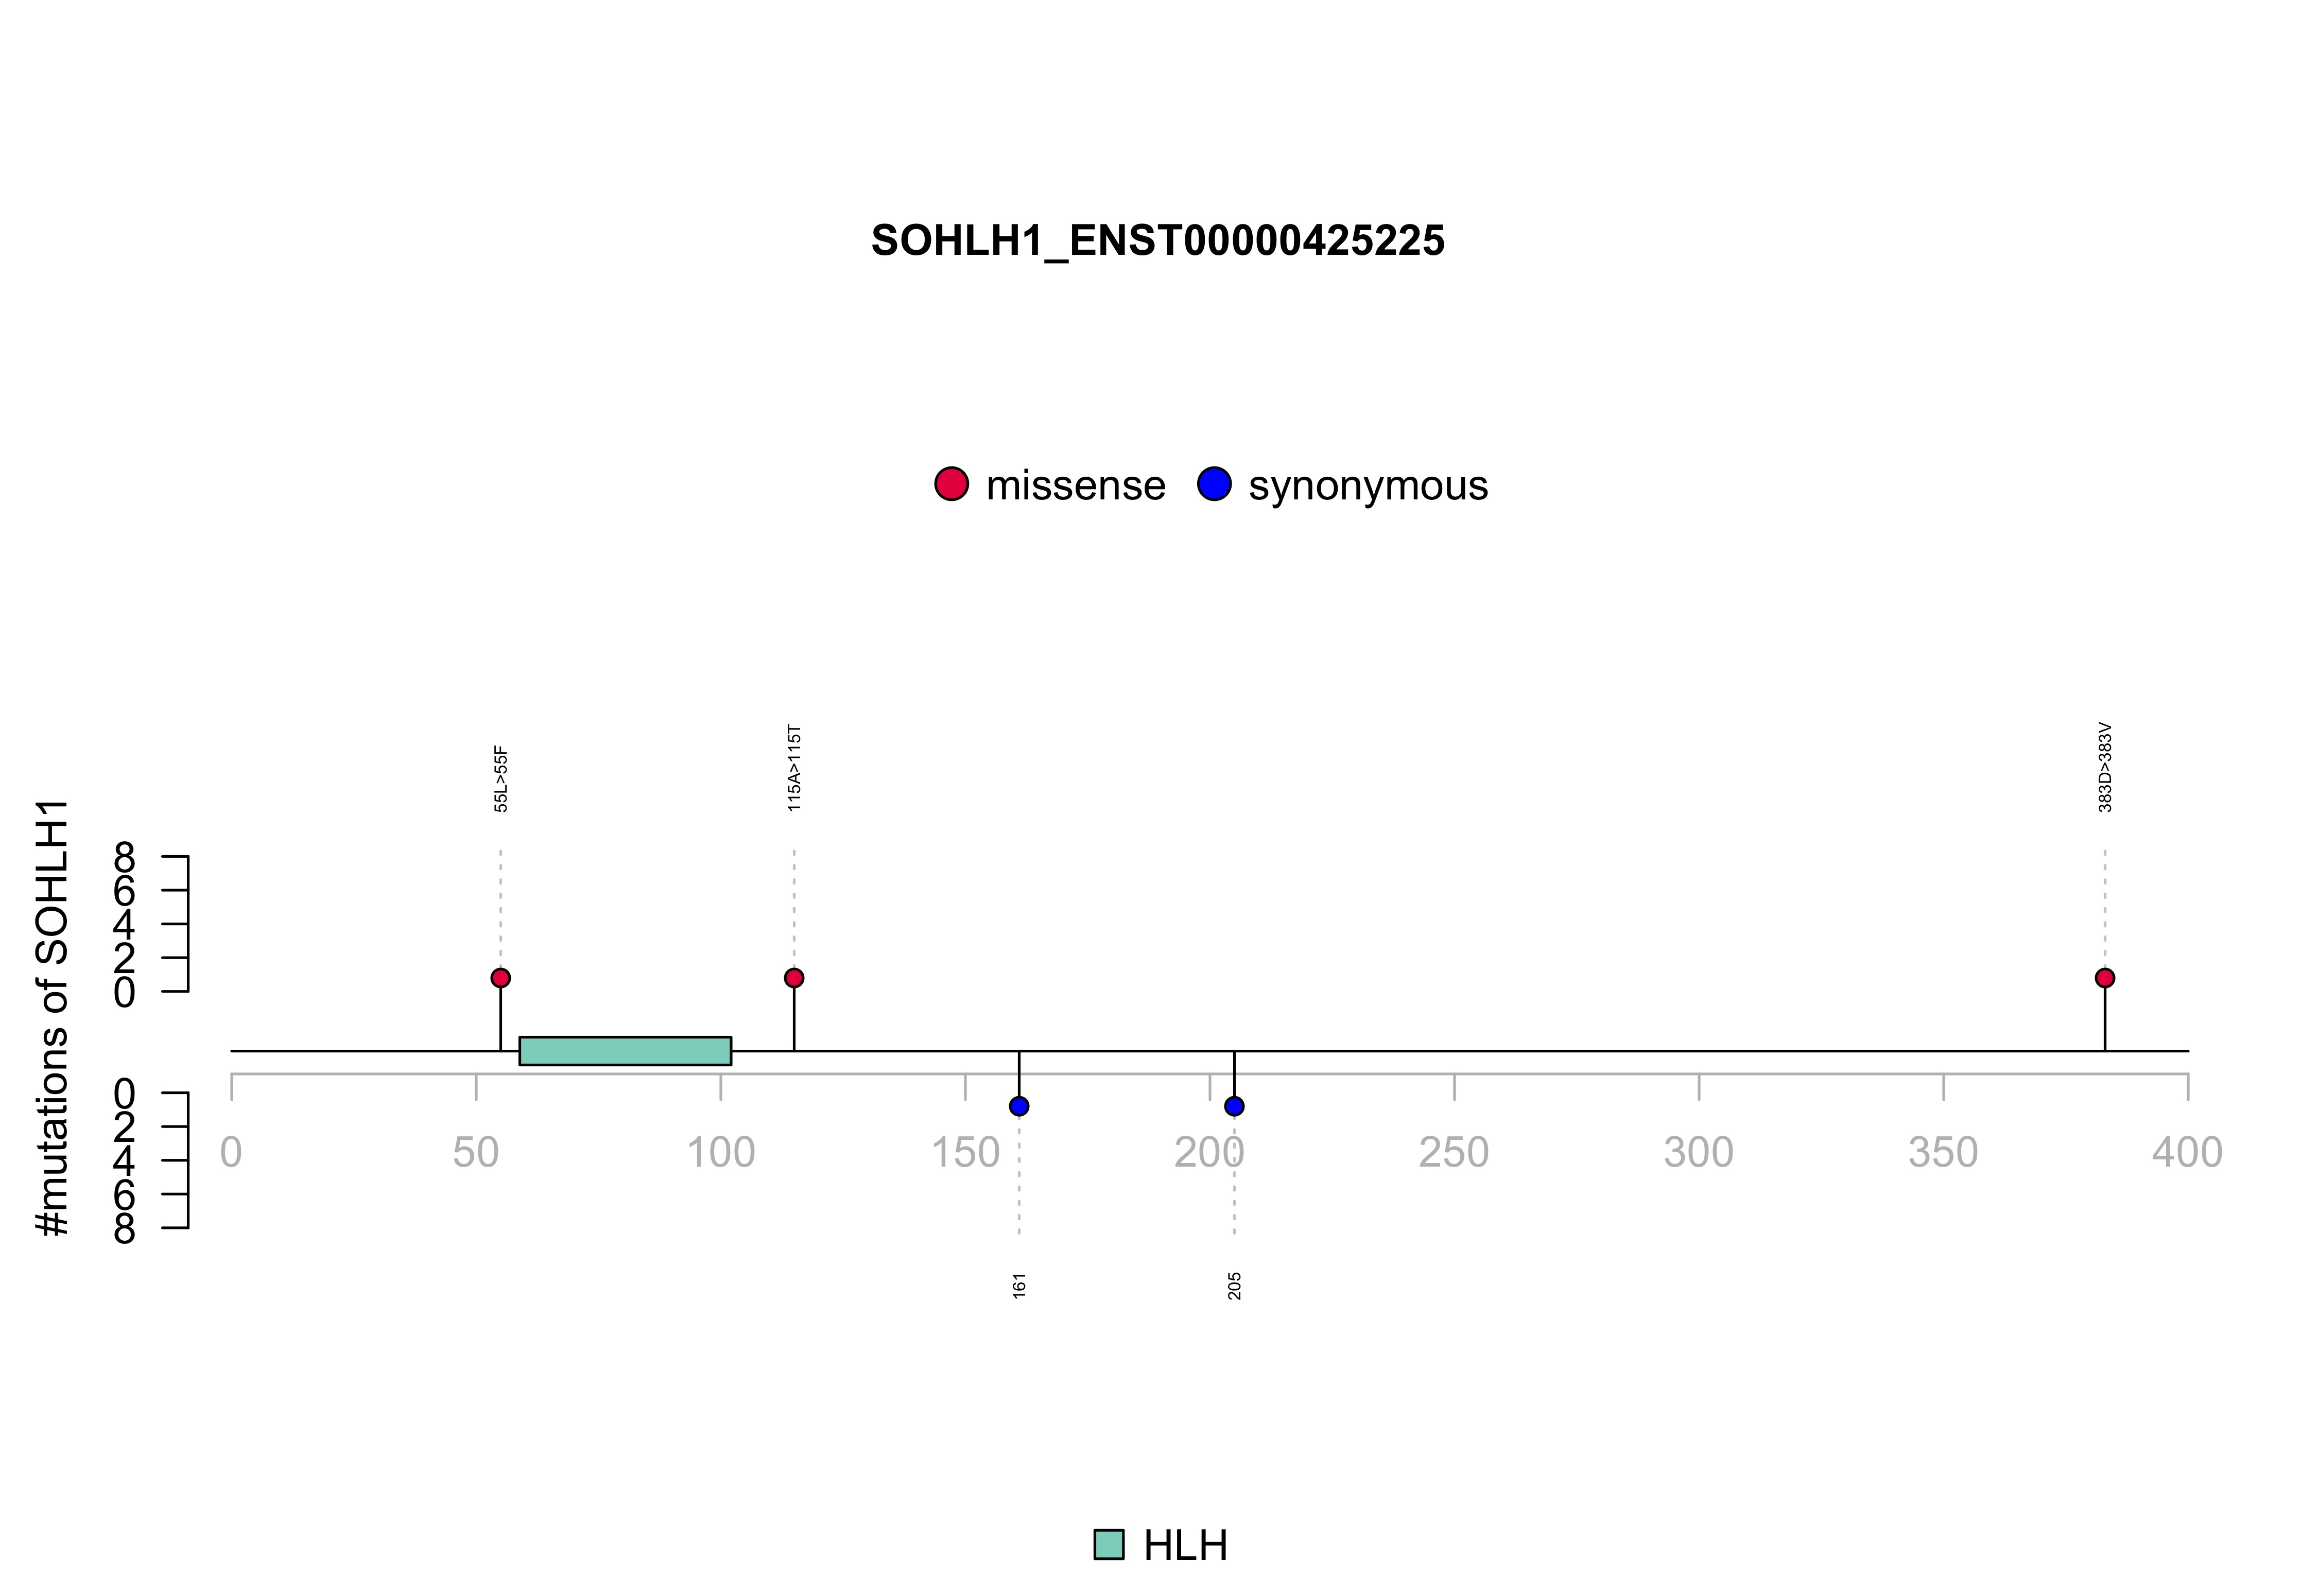 SOHLH1_ENST00000425225
missense
synonymous
55L>55F
115A>115T
383D>383V
#mutations of SOHLH1
8
6
4
2
0
0
2
4
6
8
0 50 100 150 200 250 300 350 400
161
205
HLH